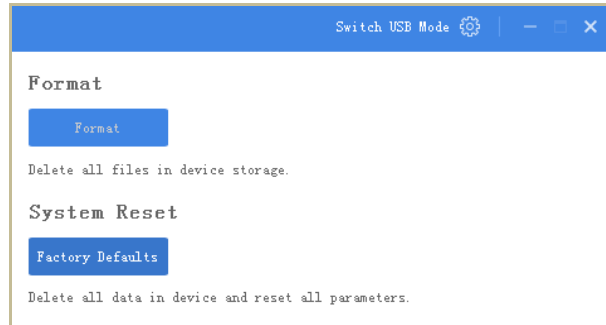 Switch USB Mode
Format
Format
Delete all files in device storage.
System Reset
Factory Defaults
Delete all data in device and reset all parameters.